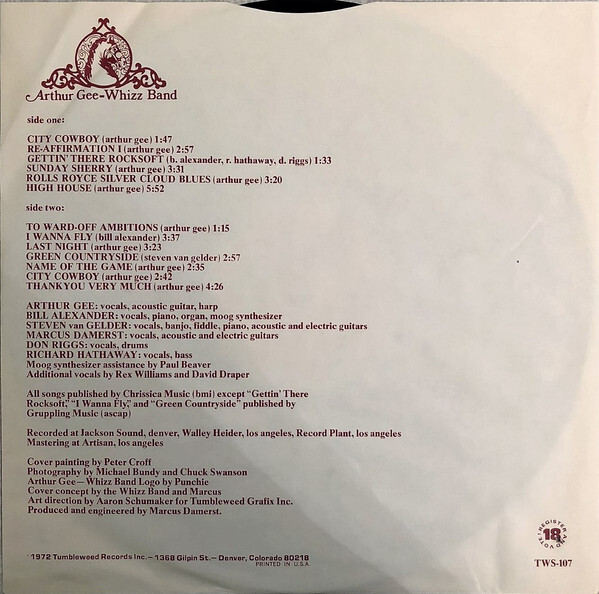 Arthur Gee-Whizz Band
side one:
CITY COWBOY (arthur gee) 1:47
RE-AFFIRMATION I (arthur gee) 2:57
GETTIN' THERE ROCKSOFT (b. alexander, r. hathaway, d. riggs) 1:33
SUNDAY SHERRY (arthur gee) 3:31
ROLLS ROYCE SILVER CLOUD BLUES (arthur gee) 3:20
HIGH HOUSE (arthur gee) 5:52
side two:
TO WARD-OFF AMBITIONS (arthur gee) 1:15
I WANNA FLY (bill alexander) 3:37
LAST NIGHT (arthur gee) 3:23
GREEN COUNTRYSIDE (steven van gelder) 2:57
NAME OF THE GAME (arthur gee) 2:35
CITY COWBOY (arthur gee) 2:42
THANKYOU VERY MUCH (arthur gee) 4:26
ARTHUR GEE: vocals, acoustic guitar, harp
BILL ALEXANDER: vocals, piano, organ, moog synthesizer
STEVEN van GELDER: vocals, banjo, fiddle, piano, acoustic and electric guitars
MARCUS DAMERST: vocals, acoustic and electric guitars
DON RIGGS: vocals, drums
RICHARD HATHAWAY: vocals, bass
Moog synthesizer assistance by Paul Beaver
Additional vocals by Rex Williams and David Draper
All songs published by Chrissica Music (bmi) except "Gettin' There
Rocksoft," "I Wanna Fly," and "Green Countryside" published by
Gruppling Music (ascap)
Recorded at Jackson Sound, denver, Walley Heider, los angeles, Record Plant, los angeles
Mastering at Artisan, los angeles
Cover painting by Peter Croff
Photography by Michael Bundy and Chuck Swanson
Arthur Gee—Whizz Band Logo by Punchie
Cover concept by the Whizz Band and Marcus
Art direction by Aaron Schumaker for Tumbleweed Grafix Inc.
Produced and engineered by Marcus Damerst.
1972 Tumbleweed Records Inc.—1368 Gilpin St.—Denver, Colorado 80218
PRINTED IN U.S.A.
REGISTER AND VOTE!
18
TWS-107